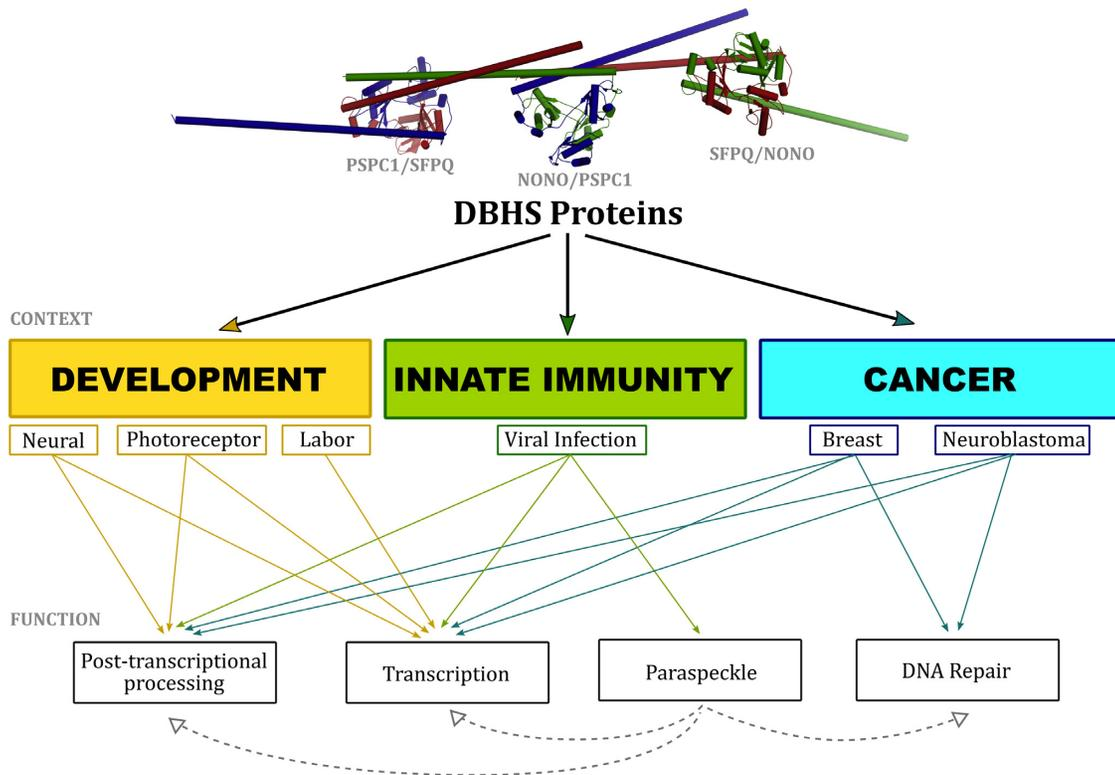 PSPC1/SFPQ
NONO/PSPC1
SFPQ/NONO
DBHS Proteins
CONTEXT
DEVELOPMENT
INNATE IMMUNITY
CANCER
Neural
Photoreceptor
Labor
Viral Infection
Breast
Neuroblastoma
FUNCTION
Post-transcriptional
processing
Transcription
Paraspeckle
DNA Repair